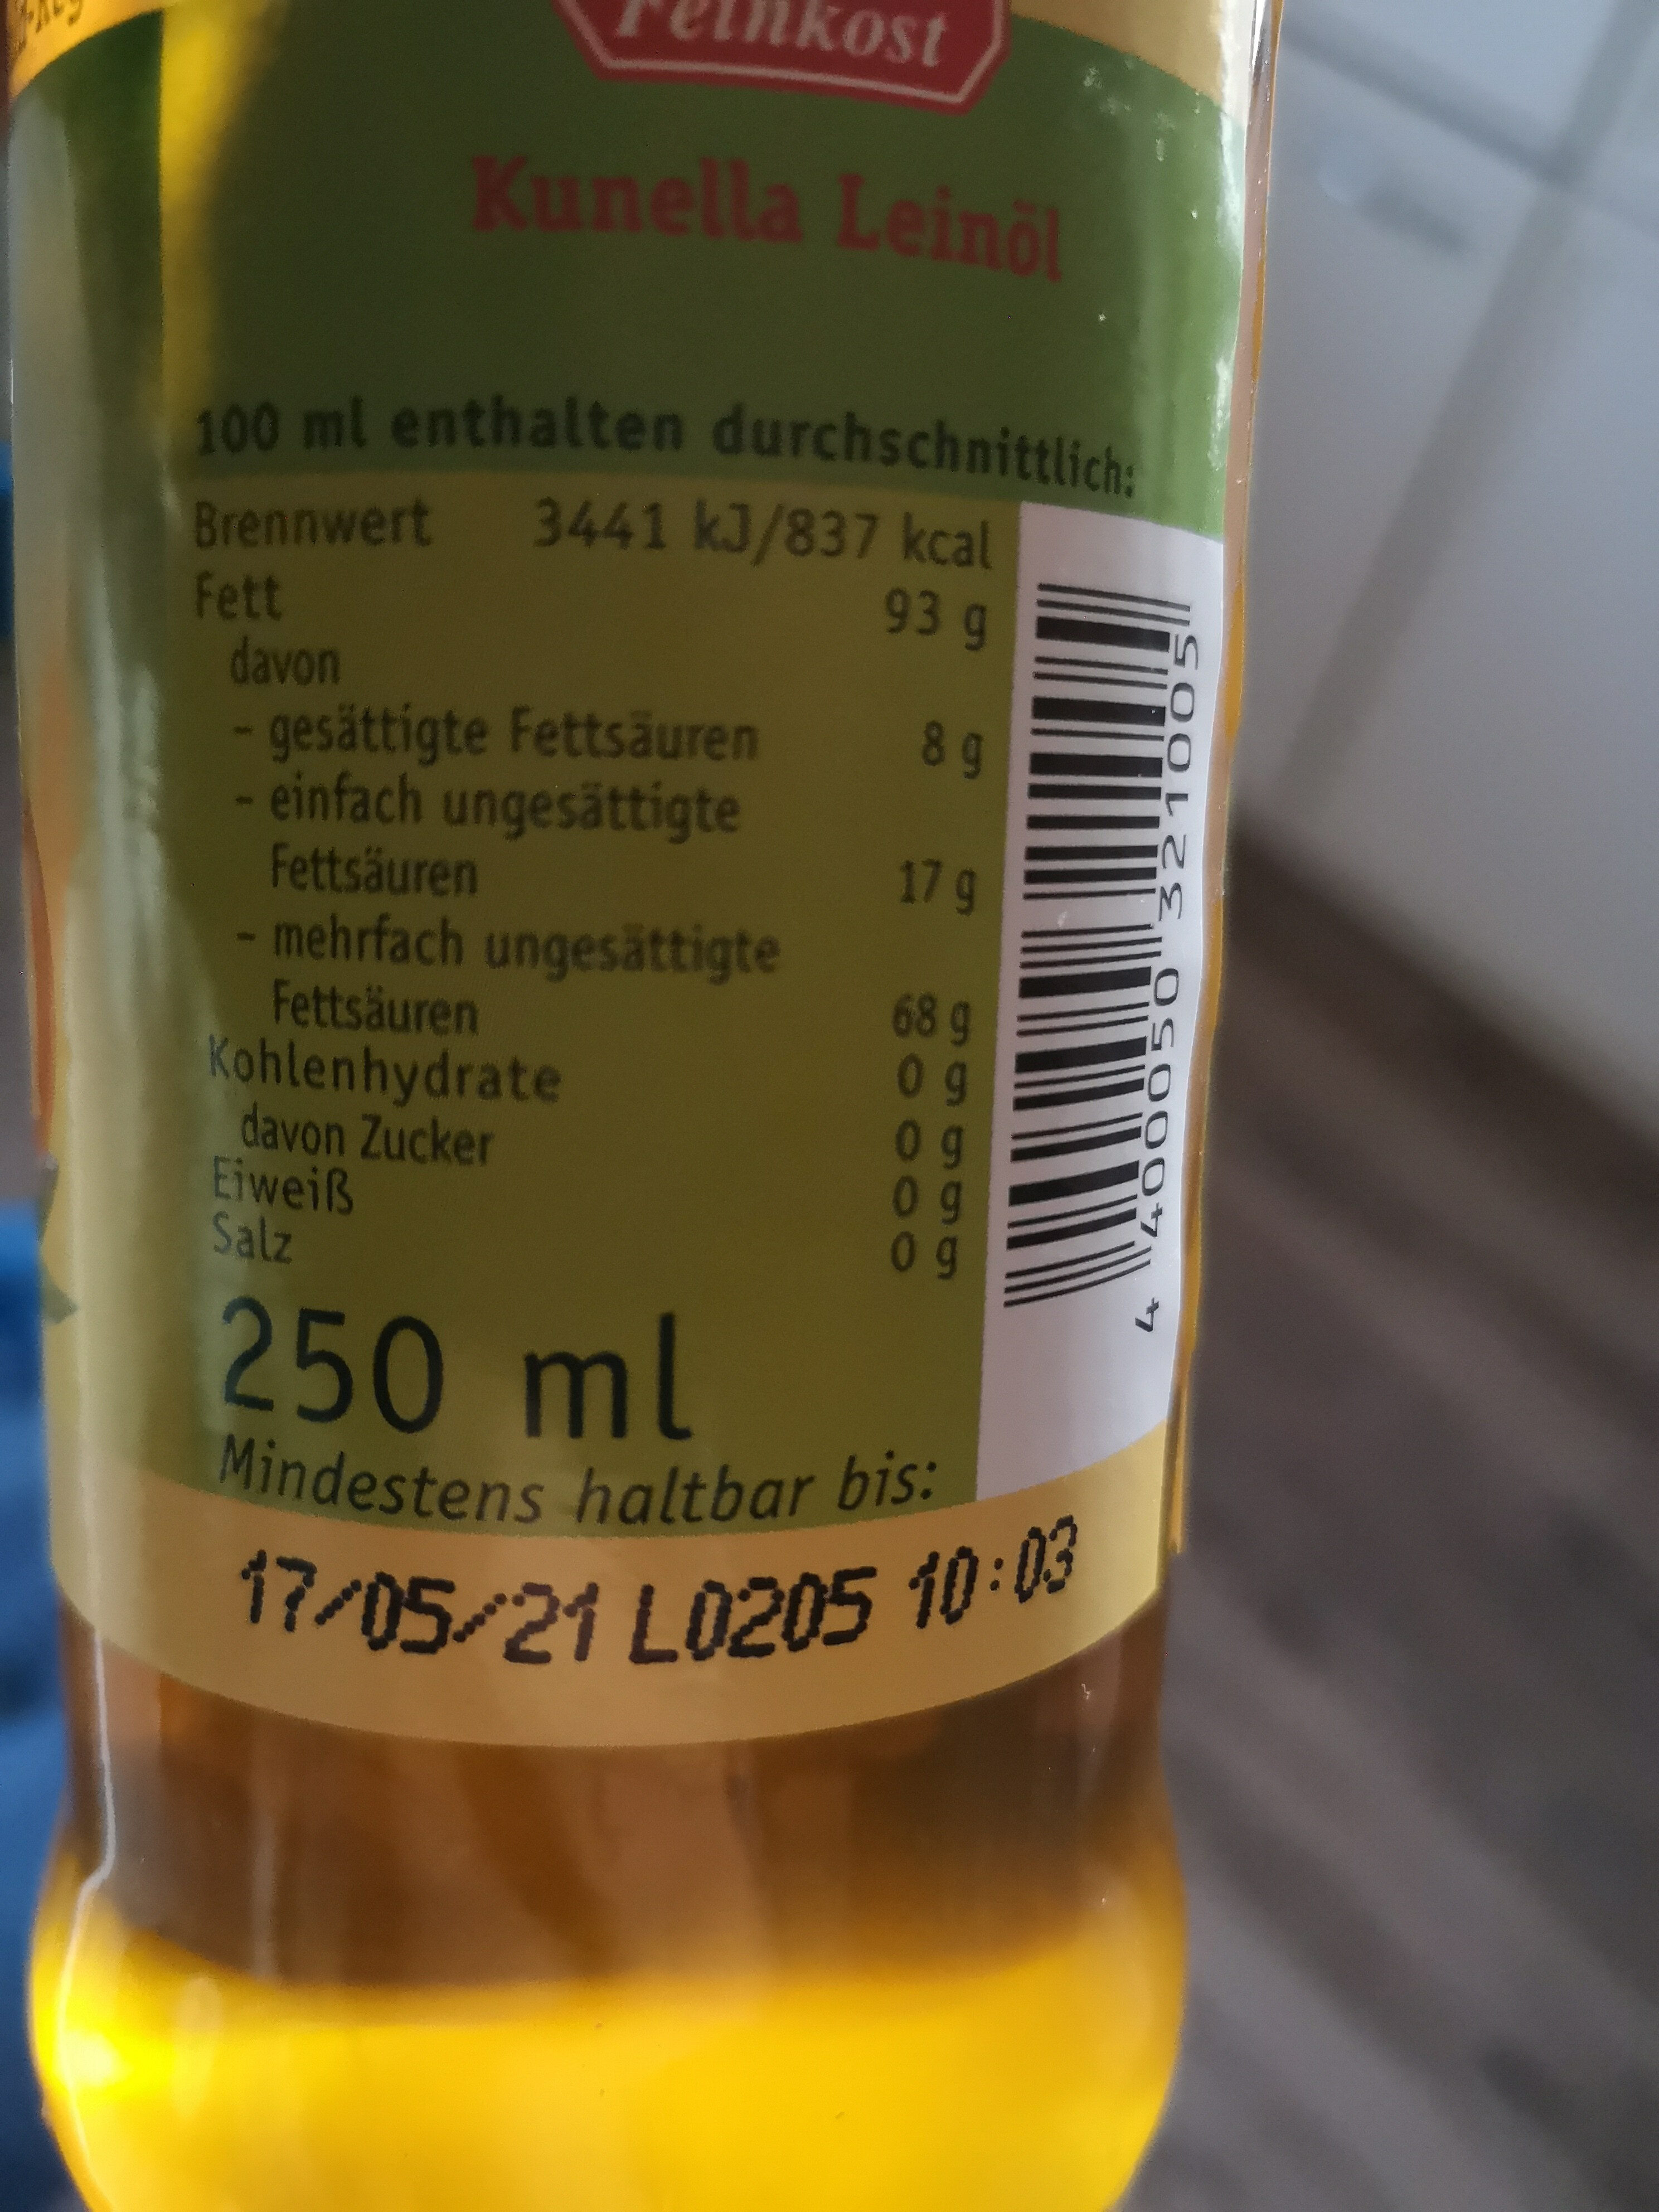 Feinkost
Kunella Leinöl
100 ml enthalten durchschnittlich:
Brennwert 3441 kJ/837 kcal
Fett 93 g
davon
- gesättigte Fettsäuren 8 g
- einfach ungesättigte
Fettsäuren 17 g
- mehrfach ungesättigte
Fettsäuren 68 g
Kohlenhydrate 0 g
davon Zucker 0 g
Eiweiß 0 g
Salz 0 g
250 ml
Mindestens haltbar bis:
17/05/21 L0205 10:03
4 400050 321005